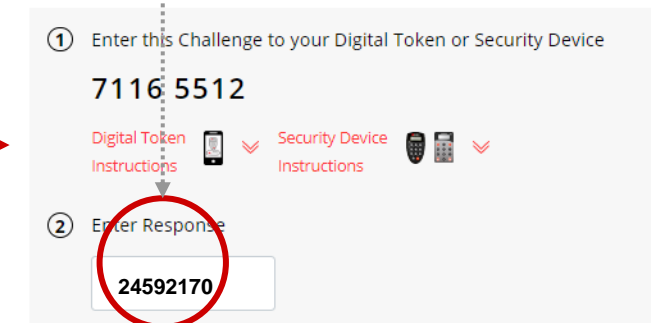 1 Enter this Challenge to your Digital Token or Security Device
7116 5512
Digital Token Instructions
Security Device Instructions
2 Enter Response
24592170